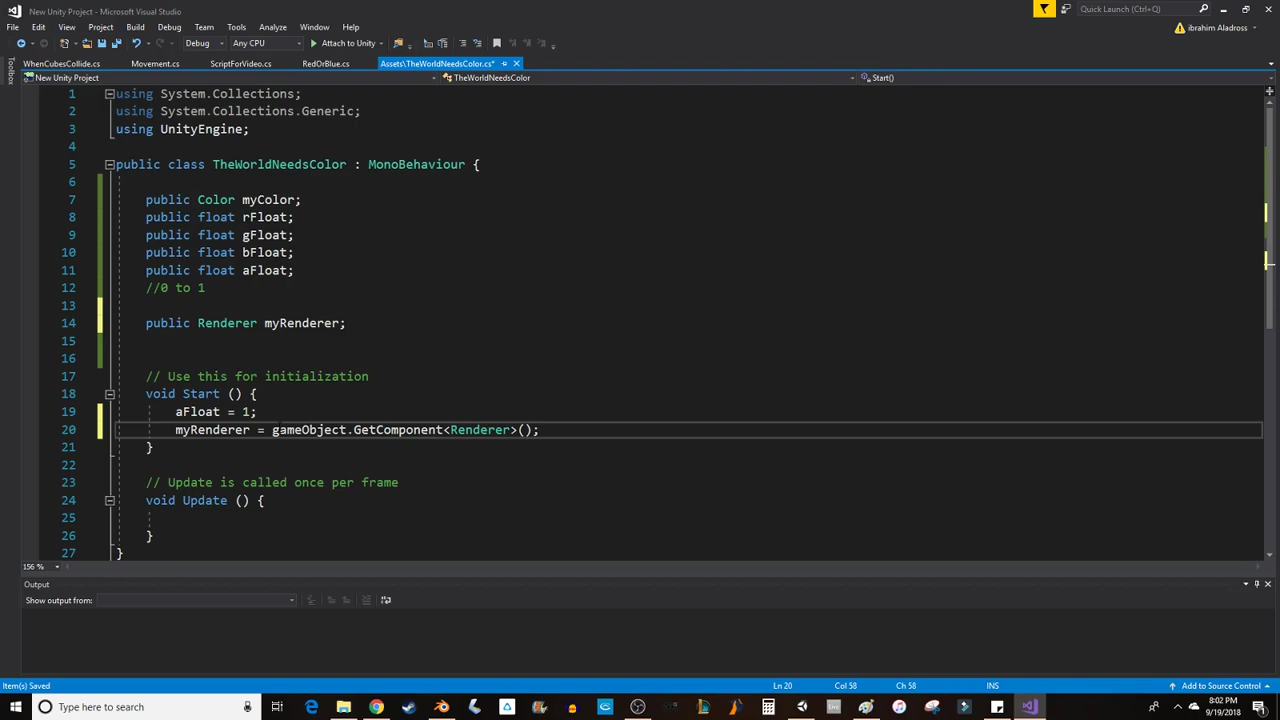 New Unity Project - Microsoft Visual Studio
Quick Launch (Ctrl+Q)
File Edit View Project Build Debug Team Tools Test Analyze Window Help
ibrahim Aladross
Debug Any CPU Attach to Unity
Toolbox
WhenCubesCollide.cs Movement.cs ScriptForVideo.cs RedOrBlue.cs Assets\TheWorldNeedsColor.cs*
New Unity Project TheWorldNeedsColor Start()
1 using System.Collections;
2 using System.Collections.Generic;
3 using UnityEngine;
4
5 public class TheWorldNeedsColor : MonoBehaviour {
6
7 public Color myColor;
8 public float rFloat;
9 public float gFloat;
10 public float bFloat;
11 public float aFloat;
12 //0 to 1
13
14 public Renderer myRenderer;
15
16
17 // Use this for initialization
18 void Start () {
19 aFloat = 1;
20 myRenderer = gameObject.GetComponent<Renderer>();
21 }
22
23 // Update is called once per frame
24 void Update () {
25
26 }
27 }
156 %
Output
Show output from:
Item(s) Saved Ln 20 Col 58 Ch 58 INS Add to Source Control
Type here to search
8:02 PM
9/19/2018